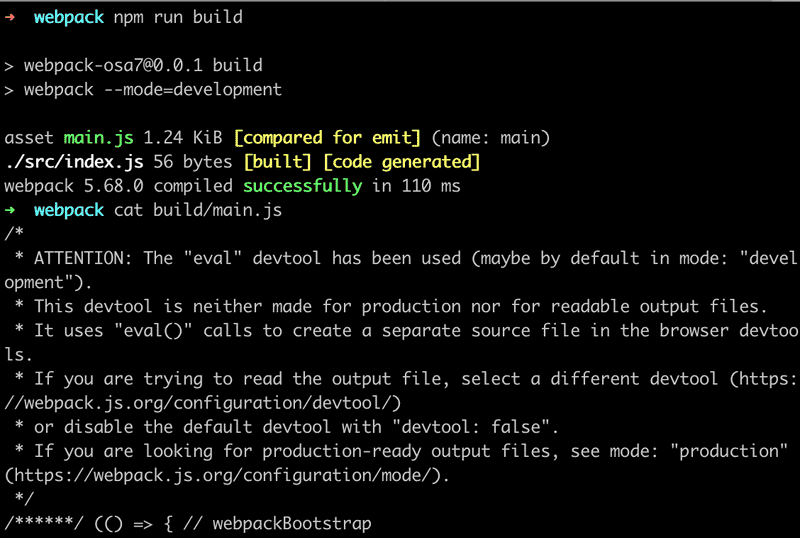 ➜  webpack npm run build

> webpack-osa7@0.0.1 build
> webpack --mode=development

asset main.js 1.24 KiB [compared for emit] (name: main)
./src/index.js 56 bytes [built] [code generated]
webpack 5.68.0 compiled successfully in 110 ms
➜  webpack cat build/main.js
/*
 * ATTENTION: The "eval" devtool has been used (maybe by default in mode: "devel
opment").
 * This devtool is neither made for production nor for readable output files.
 * It uses "eval()" calls to create a separate source file in the browser devtoo
ls.
 * If you are trying to read the output file, select a different devtool (https:
//webpack.js.org/configuration/devtool/)
 * or disable the default devtool with "devtool: false".
 * If you are looking for production-ready output files, see mode: "production"
(https://webpack.js.org/configuration/mode/).
 */
/******/ (() => { // webpackBootstrap